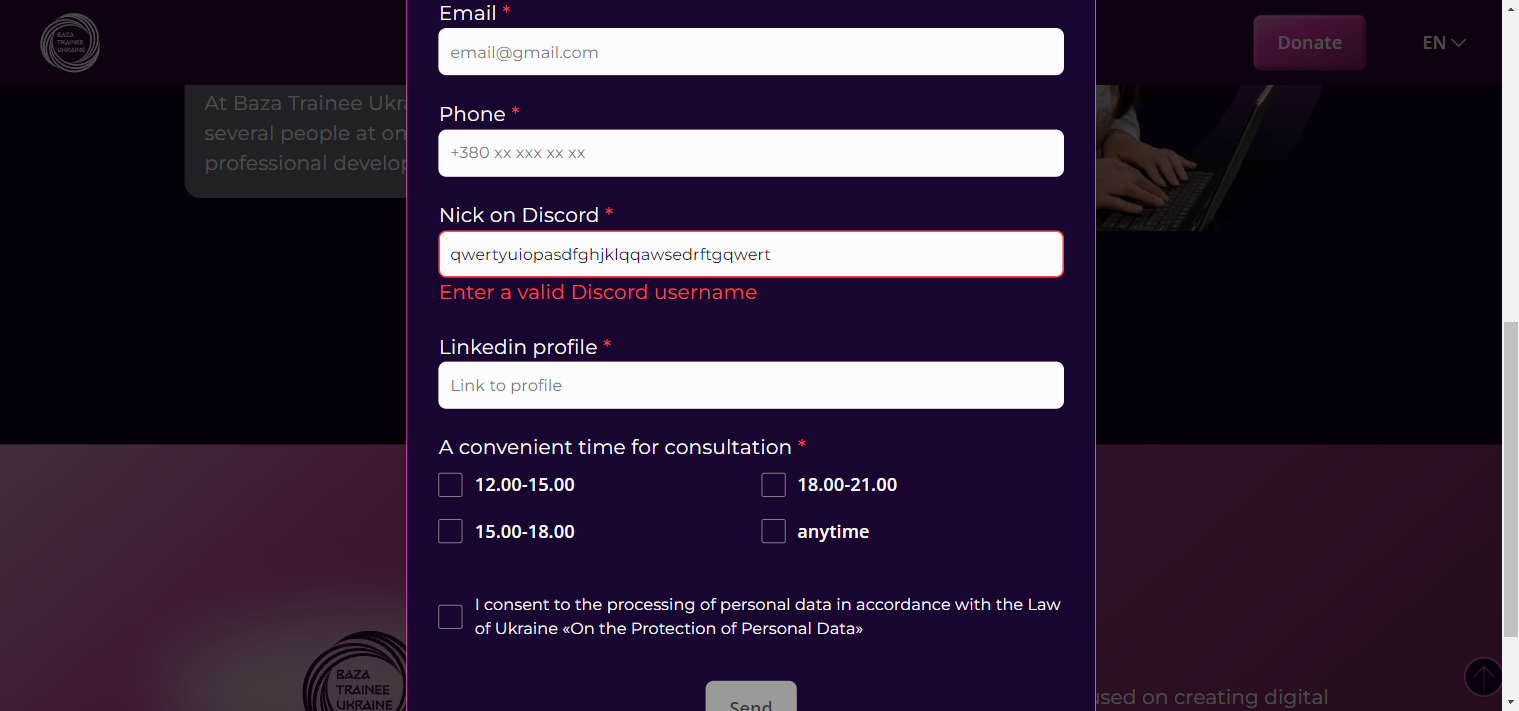 BAZA
TRAINEE
UKRAINE
Donate
EN
At Baza Trainee Ukra
several people at on
professional develop
Email *
email@gmail.com
Phone *
+380 xx xxx xx xx
Nick on Discord *
qwertyuiopasdfghjklqqawsedrftgqwert
Enter a valid Discord username
Linkedin profile *
Link to profile
A convenient time for consultation *
12.00-15.00
18.00-21.00
15.00-18.00
anytime
I consent to the processing of personal data in accordance with the Law
of Ukraine «On the Protection of Personal Data»
Send
BAZA
TRAINEE
UKRAINE
used on creating digital